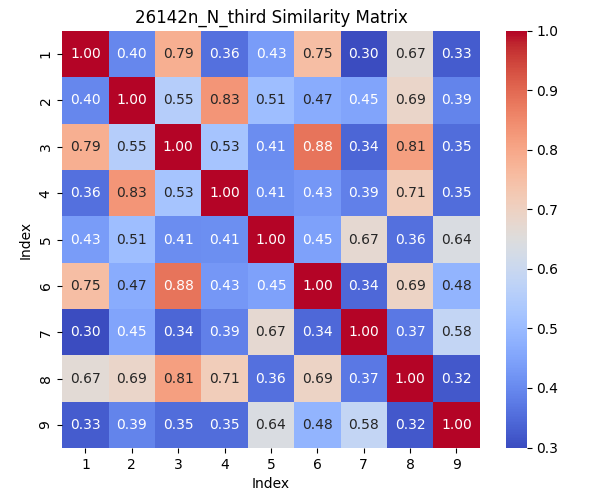 26142n_N_third Similarity Matrix
1 1.00 0.40 0.79 0.36 0.43 0.75 0.30 0.67 0.33
2 0.40 1.00 0.55 0.83 0.51 0.47 0.45 0.69 0.39
3 0.79 0.55 1.00 0.53 0.41 0.88 0.34 0.81 0.35
4 0.36 0.83 0.53 1.00 0.41 0.43 0.39 0.71 0.35
5 0.43 0.51 0.41 0.41 1.00 0.45 0.67 0.36 0.64
6 0.75 0.47 0.88 0.43 0.45 1.00 0.34 0.69 0.48
7 0.30 0.45 0.34 0.39 0.67 0.34 1.00 0.37 0.58
8 0.67 0.69 0.81 0.71 0.36 0.69 0.37 1.00 0.32
9 0.33 0.39 0.35 0.35 0.64 0.48 0.58 0.32 1.00
1 2 3 4 5 6 7 8 9
Index
Index
1.0
0.9
0.8
0.7
0.6
0.5
0.4
0.3